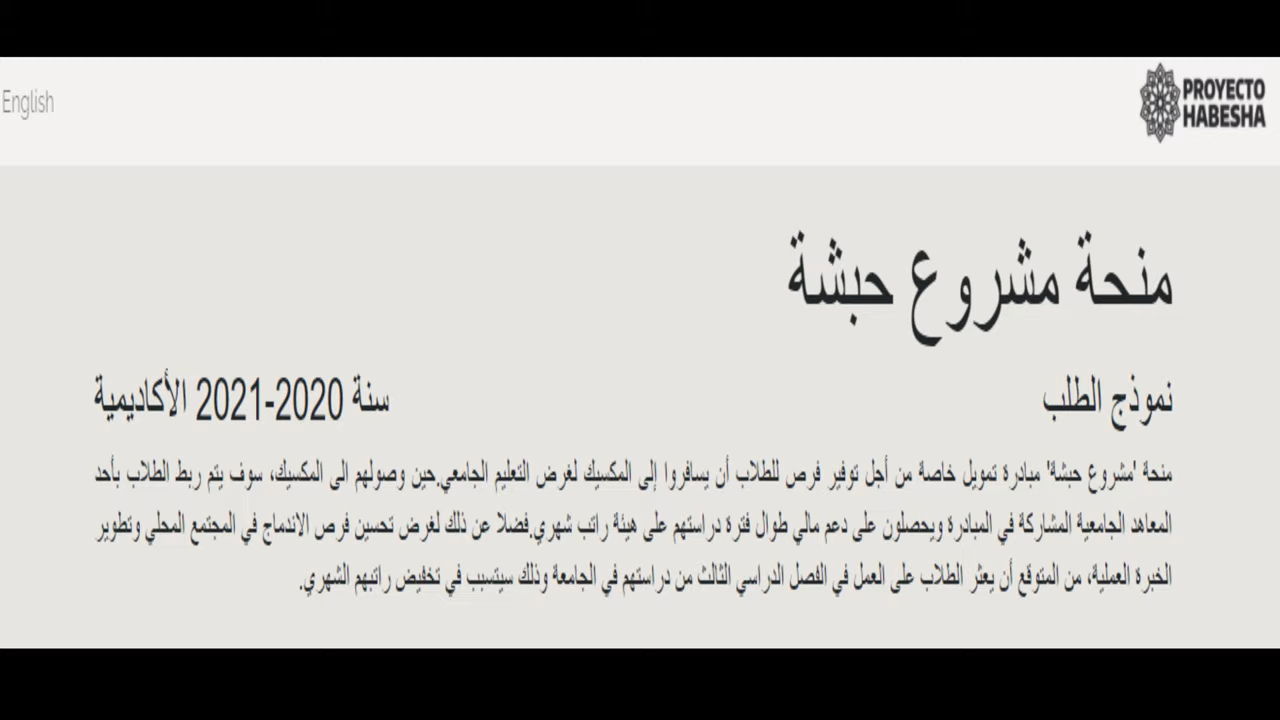 English
PROYECTO
HABESHA
منحة مشروع حبشة
نموذج الطلب
سنة 2020-2021 الأكاديمية
منحة 'مشروع حبشة' مبادرة تمويل خاصة من أجل توفير فرص للطلاب أن يسافروا إلى المكسيك لغرض التعليم الجامعي.حين وصولهم الى المكسيك، سوف يتم ربط الطلاب بأحد
المعاهد الجامعية المشاركة في المبادرة ويحصلون على دعم مالي طوال فترة دراستهم على هيئة راتب شهري.فضلا عن ذلك لغرض تحسين فرص الاندماج في المجتمع المحلي وتطوير
الخبرة العملية، من المتوقع أن يعثر الطلاب على العمل في الفصل الدراسي الثالث من دراستهم في الجامعة وذلك سيتسبب في تخفيض راتبهم الشهري.